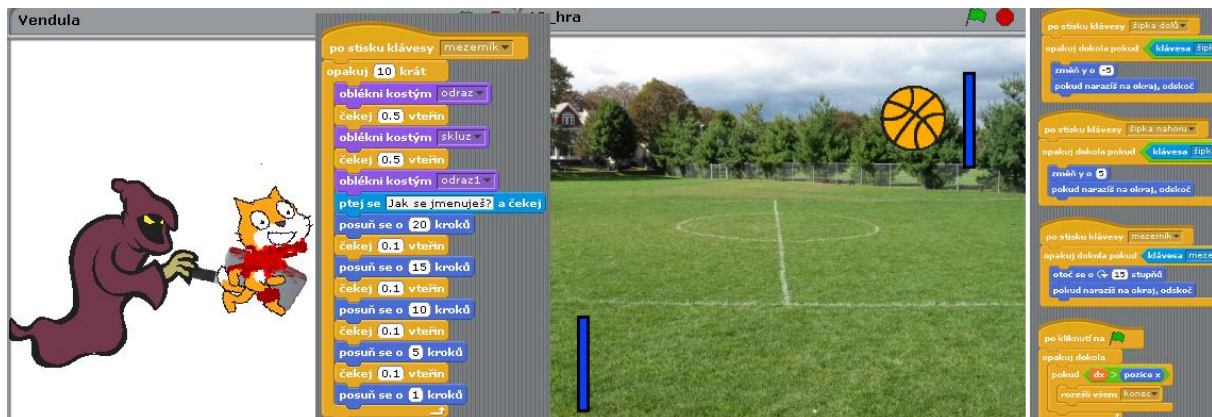 Vendula
po stisku klávesy mezerník
opakuj 10 krát
oblékni kostým odraz
čekej 0.5 vteřin
oblékni kostým skluz
čekej 0.5 vteřin
oblékni kostým odraz1
ptej se Jak se jmenuješ? a čekej
posuň se o 20 kroků
čekej 0.1 vteřin
posuň se o 15 kroků
čekej 0.1 vteřin
posuň se o 10 kroků
čekej 0.1 vteřin
posuň se o 5 kroků
čekej 0.1 vteřin
posuň se o 1 kroků
_hra
po stisku klávesy šipka dolů
opakuj dokola pokud klávesa
změň y o -5
pokud narazíš na okraj, odskoč
po stisku klávesy šipka nahoru
opakuj dokola pokud klávesa
změň y o 5
pokud narazíš na okraj, odskoč
po stisku klávesy mezerník
opakuj dokola pokud klávesa
otoč se o 15 stupňů
pokud narazíš na okraj, odskoč
po kliknutí na
opakuj dokola
pokud dx > pozice x
rozešli všem konec